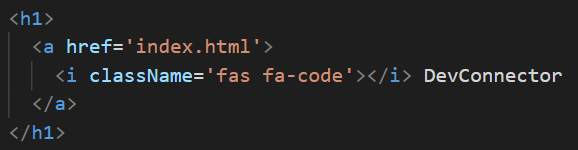 <h1>
<a href='index.html'>
<i className='fas fa-code'></i> DevConnector
</a>
</h1>